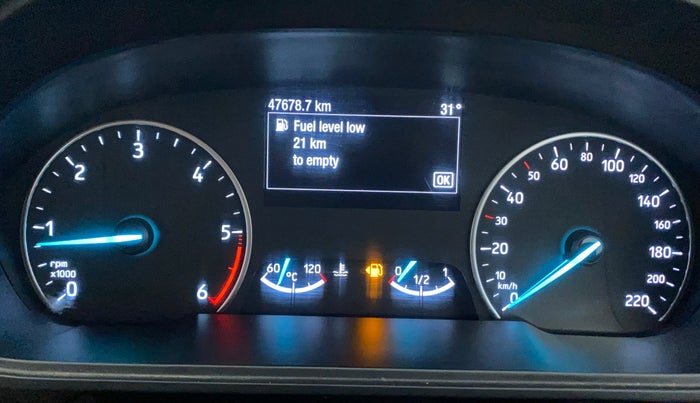 47678.7 km 31°
Fuel level low
21 km
to empty
OK
0 1 2 3 4 5 6
rpm
x1000
60 °C 120
0 1/2 1
0 10 20 30 40 50 60 80 100 120 140 160 180 200 220
km/h